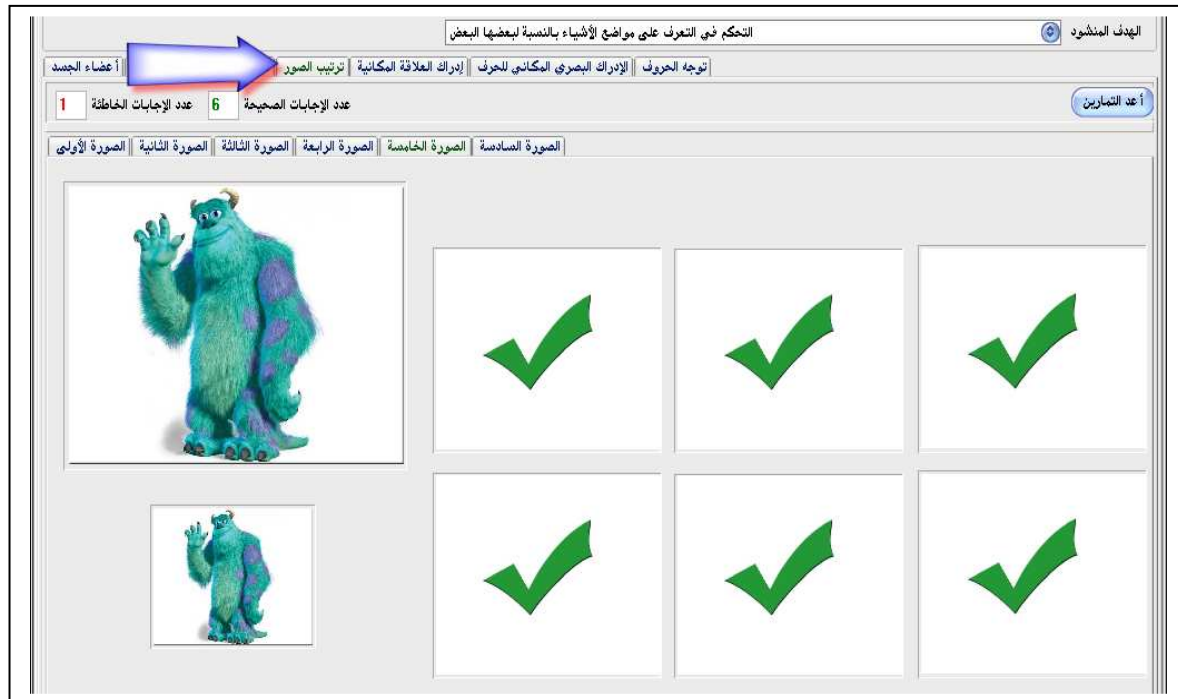 الهدف المنشود التحكم في التعرف على مواضع الأشياء بالنسبة لبعضها البعض
أعضاء الجسد ترتيب الصور إدراك العلاقة المكانية الإدراك البصري المكاني للحرف توجه الحروف
أعد التمارين عدد الإجابات الصحيحة 6 عدد الإجابات الخاطئة 1
الصورة الأولى الصورة الثانية الصورة الثالثة الصورة الرابعة الصورة الخامسة الصورة السادسة